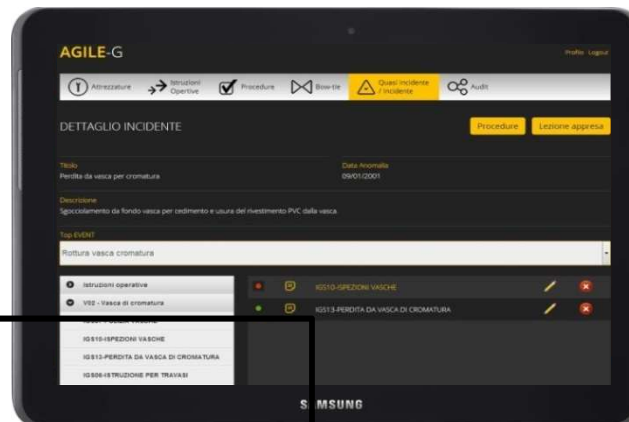 AGILE-G
Profilo Logout
Attrezzature
Istruzioni
Opertive
Procedure
Bow-tie
Quasi incidente
/ Incidente
Audit
DETTAGLIO INCIDENTE
Procedure
Lezione appresa
Titolo
Perdita da vasca per cromatura
Data Anomalia
09/01/2001
Descrizione
Sgocciolamento da fondo vasca per cedimento e usura del rivestimento PVC dalla vasca.
Top EVENT
Rottura vasca cromatura
Istruzioni operative
V02 - Vasca di cromatura
IGS10-ISPEZIONI VASCHE
IGS13-PERDITA DA VASCA DI CROMATURA
IGS08-ISTRUZIONE PER TRAVASI
IGS10-ISPEZIONI VASCHE
IGS13-PERDITA DA VASCA DI CROMATURA
SAMSUNG